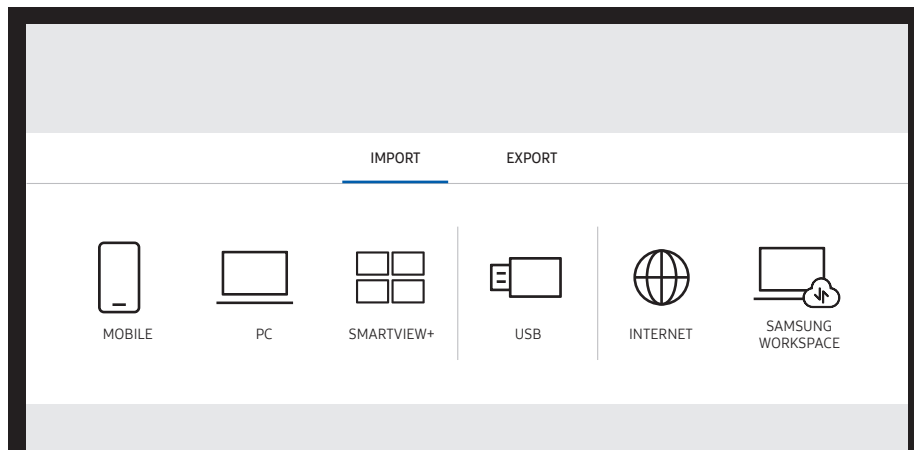 IMPORT
EXPORT
MOBILE
PC
SMARTVIEW+
USB
INTERNET
SAMSUNG
WORKSPACE